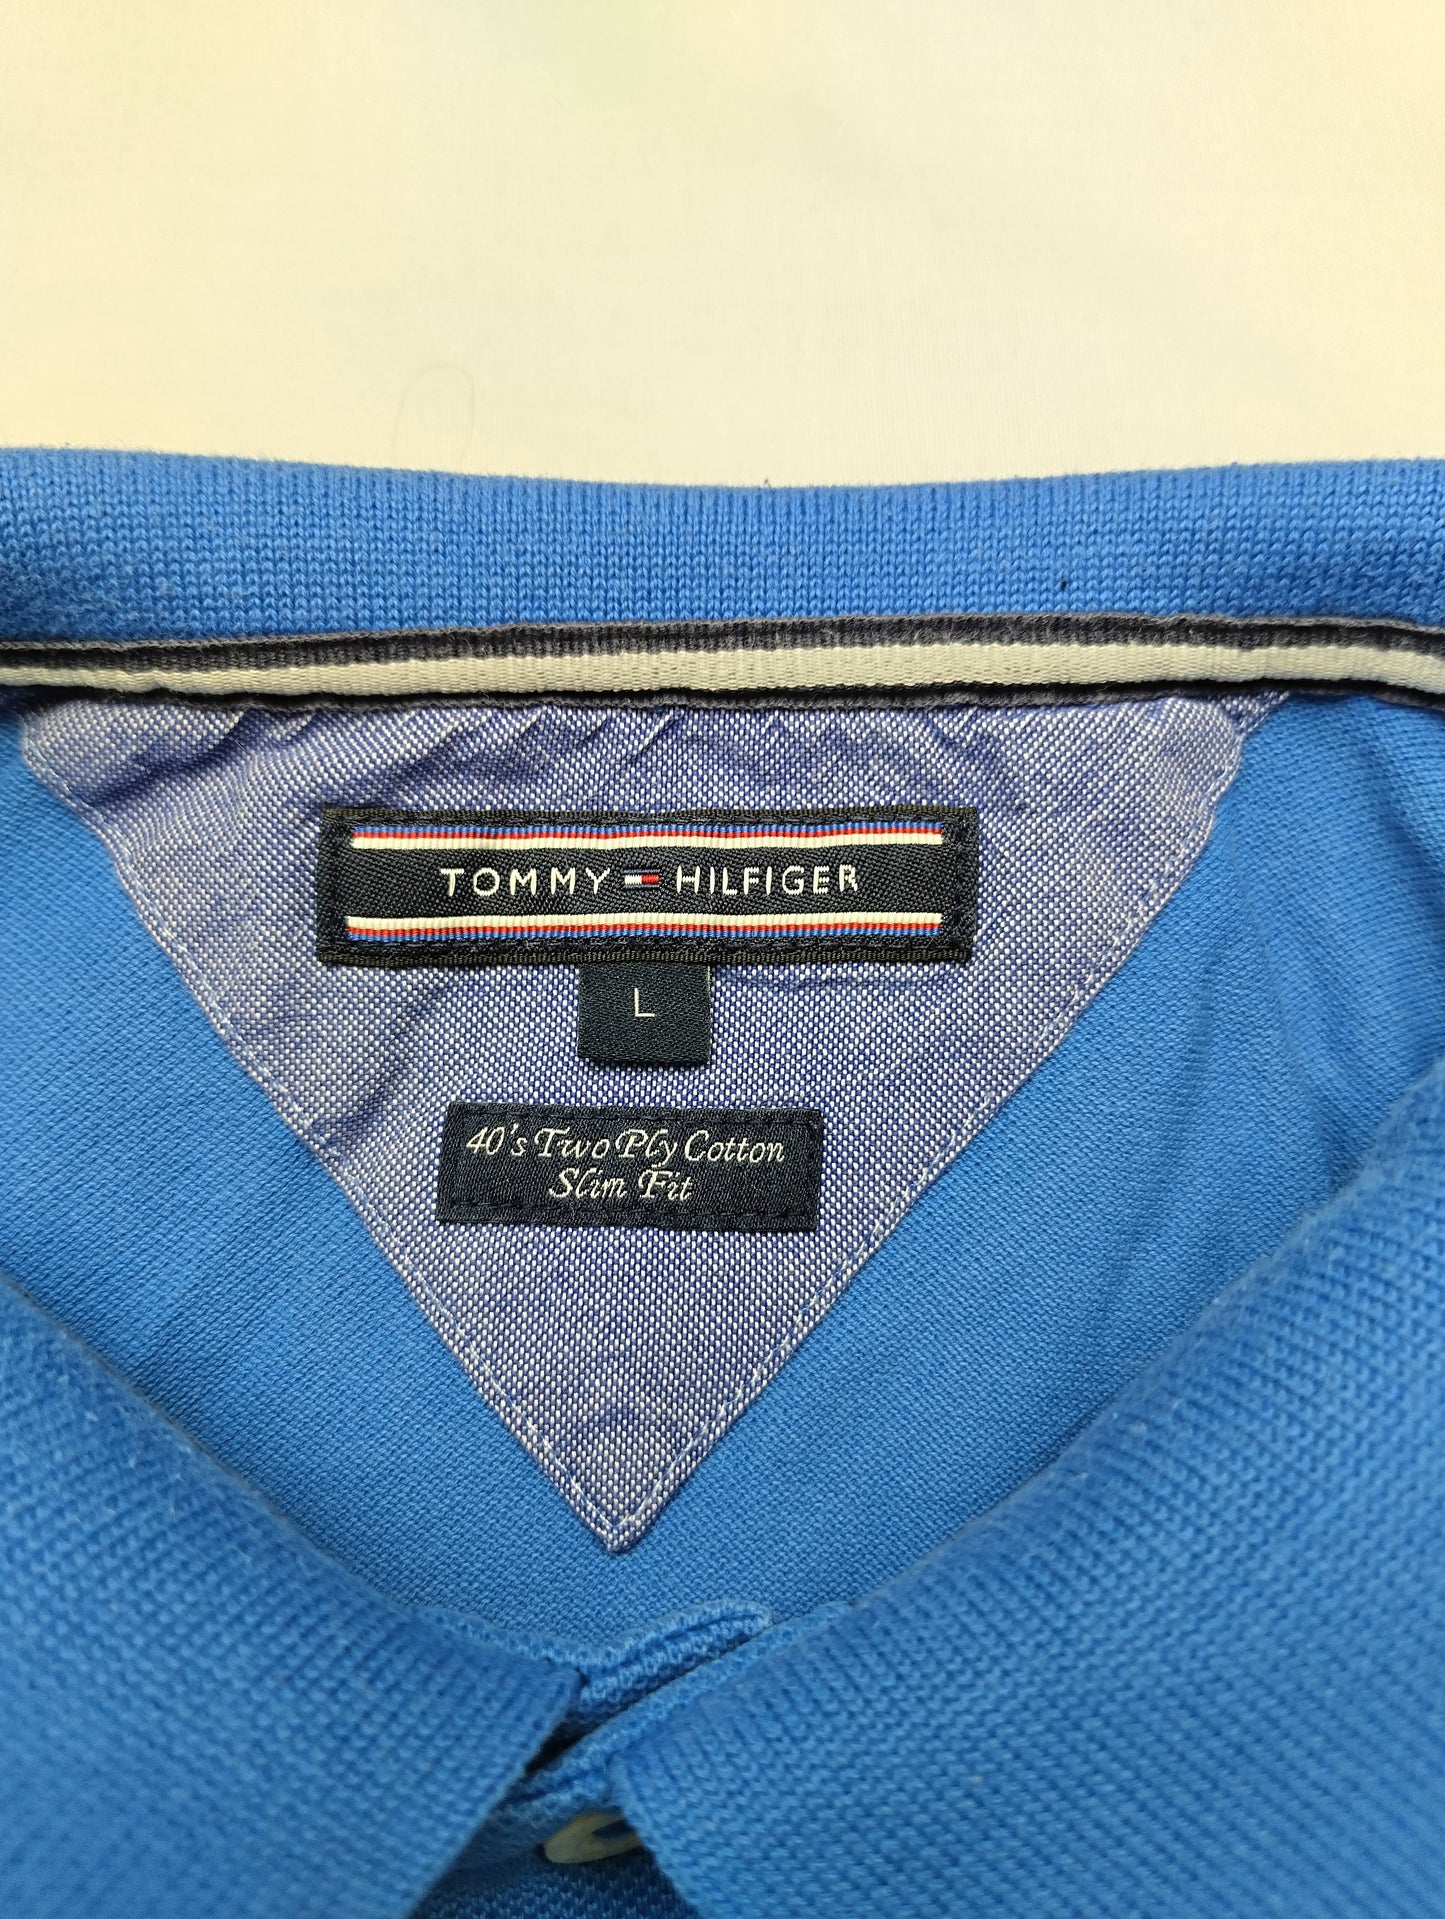 TOMMY HILFIGER
L
40's Two Ply Cotton
Slim Fit